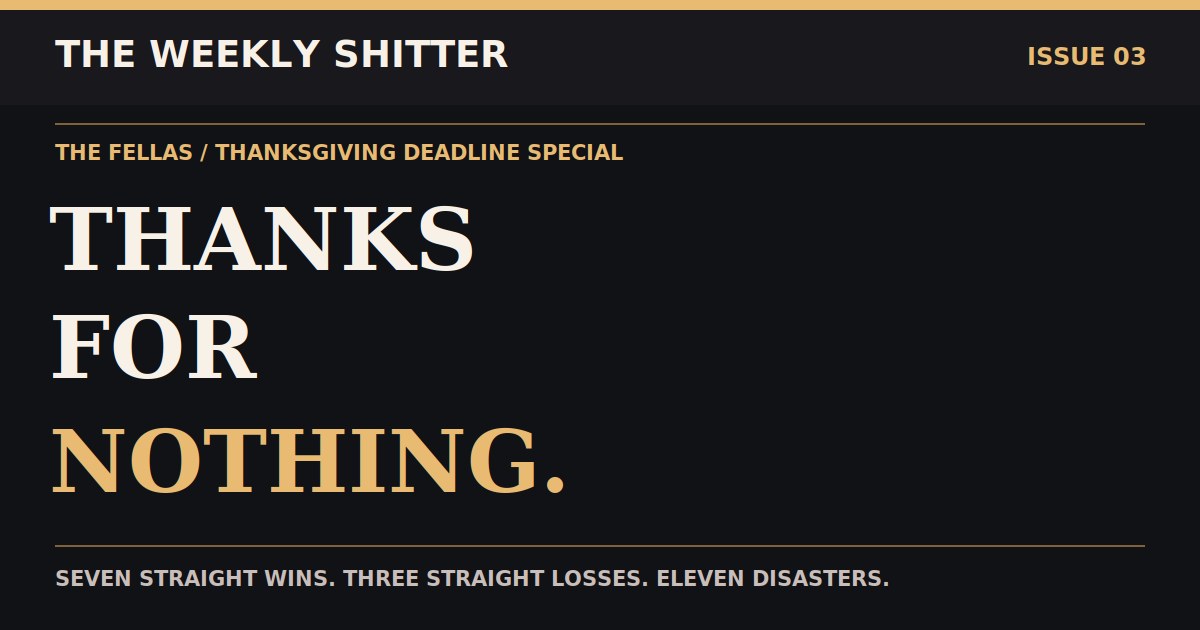 THE WEEKLY SHITTER
ISSUE 03
THE FELLAS / THANKSGIVING DEADLINE SPECIAL
THANKS
FOR
NOTHING.
SEVEN STRAIGHT WINS. THREE STRAIGHT LOSSES. ELEVEN DISASTERS.